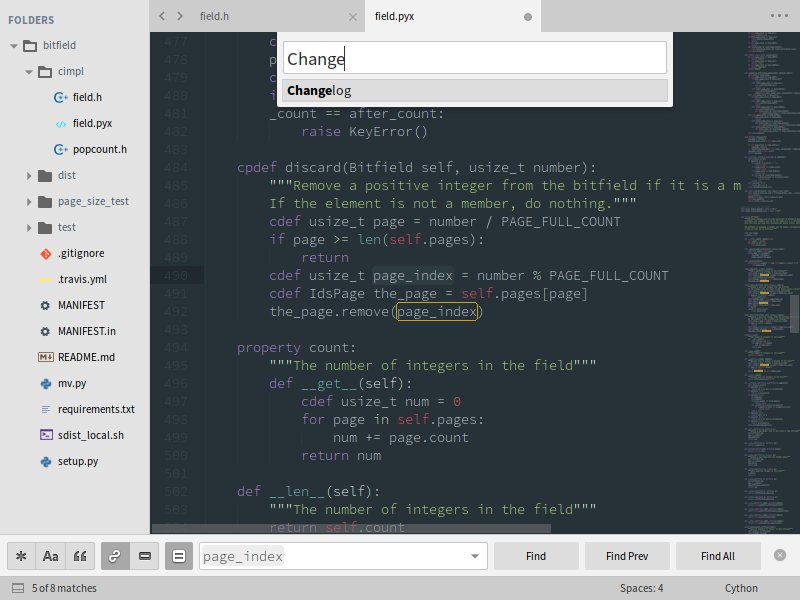 FOLDERS
bitfield
cimpl
field.h
field.pyx
popcount.h
dist
page_size_test
test
.gitignore
.travis.yml
MANIFEST
MANIFEST.in
README.md
mv.py
requirements.txt
sdist_local.sh
setup.py
field.h
field.pyx
Change
Changelog
477 c
478 p
479 c
480 i
481 _count == after_count:
482 raise KeyError()
483
484 cpdef discard(Bitfield self, usize_t number):
485 """Remove a positive integer from the bitfield if it is a m
486 If the element is not a member, do nothing."""
487 cdef usize_t page = number / PAGE_FULL_COUNT
488 if page >= len(self.pages):
489 return
490 cdef usize_t page_index = number % PAGE_FULL_COUNT
491 cdef IdsPage the_page = self.pages[page]
492 the_page.remove(page_index)
493
494 property count:
495 """The number of integers in the field"""
496 def __get__(self):
497 cdef usize_t num = 0
498 for page in self.pages:
499 num += page.count
500 return num
501
502 def __len__(self):
503 """The number of integers in the field"""
504 return self.count
Aa
page_index
Find
Find Prev
Find All
5 of 8 matches
Spaces: 4
Cython